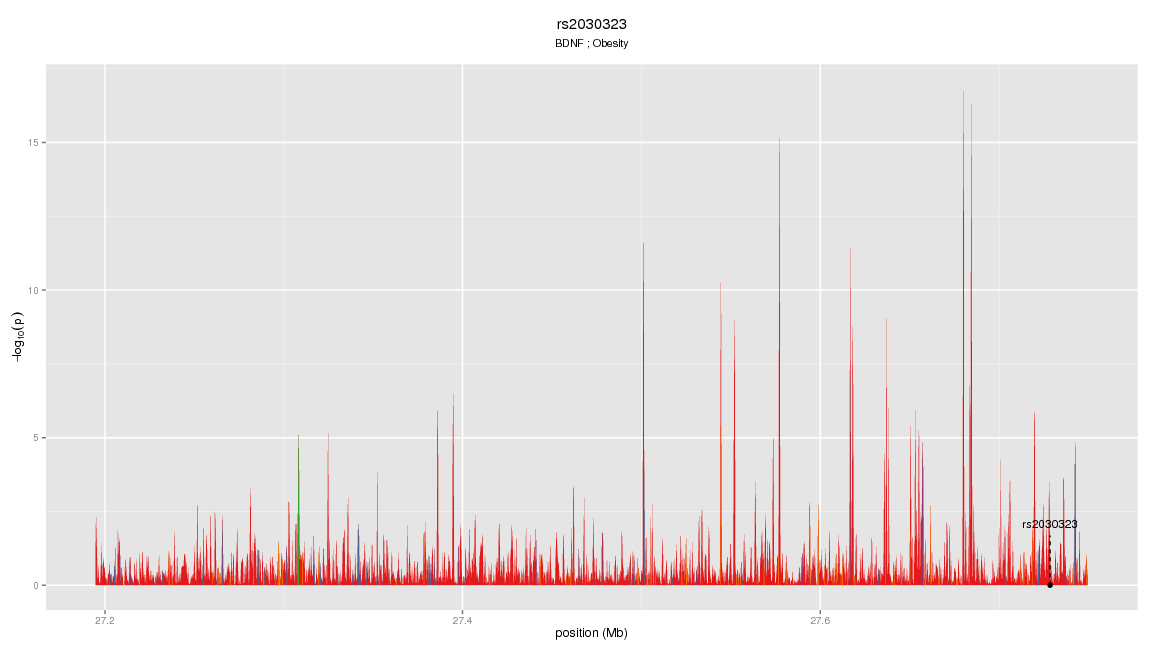 rs2030323
BDNF ; Obesity
15
10
5
0
−log10(p)
rs2030323
27.2
27.4
27.6
position (Mb)